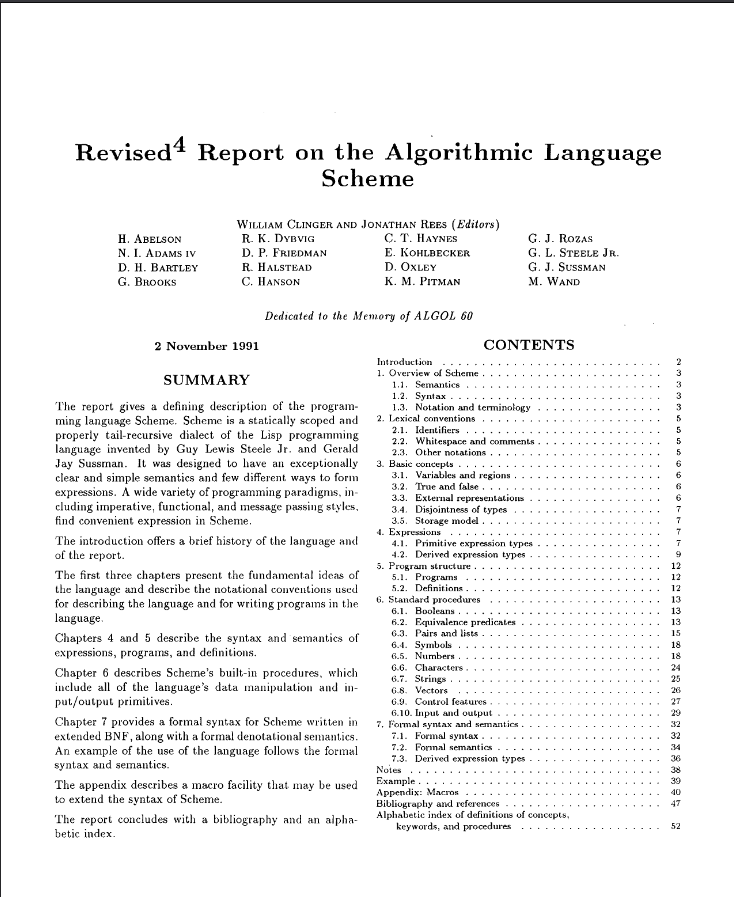 Revised4 Report on the Algorithmic Language
Scheme
WILLIAM CLINGER AND JONATHAN REES (Editors)
H. ABELSON R. K. DYBVIG C. T. HAYNES G. J. ROZAS
N. I. ADAMS IV D. P. FRIEDMAN E. KOHLBECKER G. L. STEELE JR.
D. H. BARTLEY R. HALSTEAD D. OXLEY G. J. SUSSMAN
G. BROOKS C. HANSON K. M. PITMAN M. WAND
Dedicated to the Memory of ALGOL 60
2 November 1991
SUMMARY
The report gives a defining description of the program-
ming language Scheme. Scheme is a statically scoped and
properly tail-recursive dialect of the Lisp programming
language invented by Guy Lewis Steele Jr. and Gerald
Jay Sussman. It was designed to have an exceptionally
clear and simple semantics and few different ways to form
expressions. A wide variety of programming paradigms, in-
cluding imperative, functional, and message passing styles,
find convenient expression in Scheme.
The introduction offers a brief history of the language and
of the report.
The first three chapters present the fundamental ideas of
the language and describe the notational conventions used
for describing the language and for writing programs in the
language.
Chapters 4 and 5 describe the syntax and semantics of
expressions, programs, and definitions.
Chapter 6 describes Scheme's built-in procedures, which
include all of the language's data manipulation and in-
put/output primitives.
Chapter 7 provides a formal syntax for Scheme written in
extended BNF, along with a formal denotational semantics.
An example of the use of the language follows the formal
syntax and semantics.
The appendix describes a macro facility that may be used
to extend the syntax of Scheme.
The report concludes with a bibliography and an alpha-
betic index.
CONTENTS
Introduction . . . . . . . . . . 2
1. Overview of Scheme . . . . . . . . . . 3
1.1. Semantics . . . . . . . . . . 3
1.2. Syntax . . . . . . . . . . 3
1.3. Notation and terminology . . . . . . . . . . 3
2. Lexical conventions . . . . . . . . . . 5
2.1. Identifiers . . . . . . . . . . 5
2.2. Whitespace and comments . . . . . . . . . . 5
2.3. Other notations . . . . . . . . . . 5
3. Basic concepts . . . . . . . . . . 6
3.1. Variables and regions . . . . . . . . . . 6
3.2. True and false . . . . . . . . . . 6
3.3. External representations . . . . . . . . . . 6
3.4. Disjointness of types . . . . . . . . . . 7
3.5. Storage model . . . . . . . . . . 7
4. Expressions . . . . . . . . . . 7
4.1. Primitive expression types . . . . . . . . . . 7
4.2. Derived expression types . . . . . . . . . . 9
5. Program structure . . . . . . . . . . 12
5.1. Programs . . . . . . . . . . 12
5.2. Definitions . . . . . . . . . . 12
6. Standard procedures . . . . . . . . . . 13
6.1. Booleans . . . . . . . . . . 13
6.2. Equivalence predicates . . . . . . . . . . 13
6.3. Pairs and lists . . . . . . . . . . 15
6.4. Symbols . . . . . . . . . . 18
6.5. Numbers . . . . . . . . . . 18
6.6. Characters . . . . . . . . . . 24
6.7. Strings . . . . . . . . . . 25
6.8. Vectors . . . . . . . . . . 26
6.9. Control features . . . . . . . . . . 27
6.10. Input and output . . . . . . . . . . 29
7. Formal syntax and semantics . . . . . . . . . . 32
7.1. Formal syntax . . . . . . . . . . 32
7.2. Formal semantics . . . . . . . . . . 34
7.3. Derived expression types . . . . . . . . . . 36
Notes . . . . . . . . . . 38
Example . . . . . . . . . . 39
Appendix: Macros . . . . . . . . . . 40
Bibliography and references . . . . . . . . . . 47
Alphabetic index of definitions of concepts,
keywords, and procedures . . . . . . . . . . 52